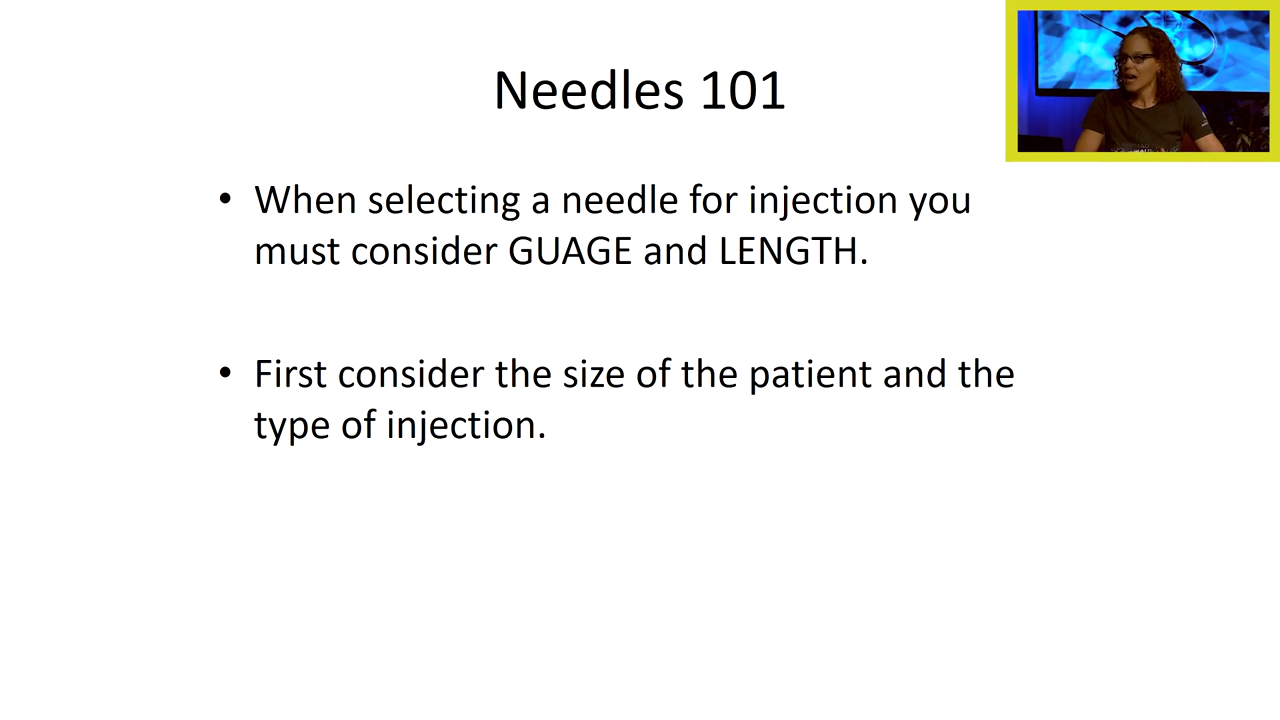 Needles 101
• When selecting a needle for injection you
must consider GUAGE and LENGTH.
• First consider the size of the patient and the
type of injection.